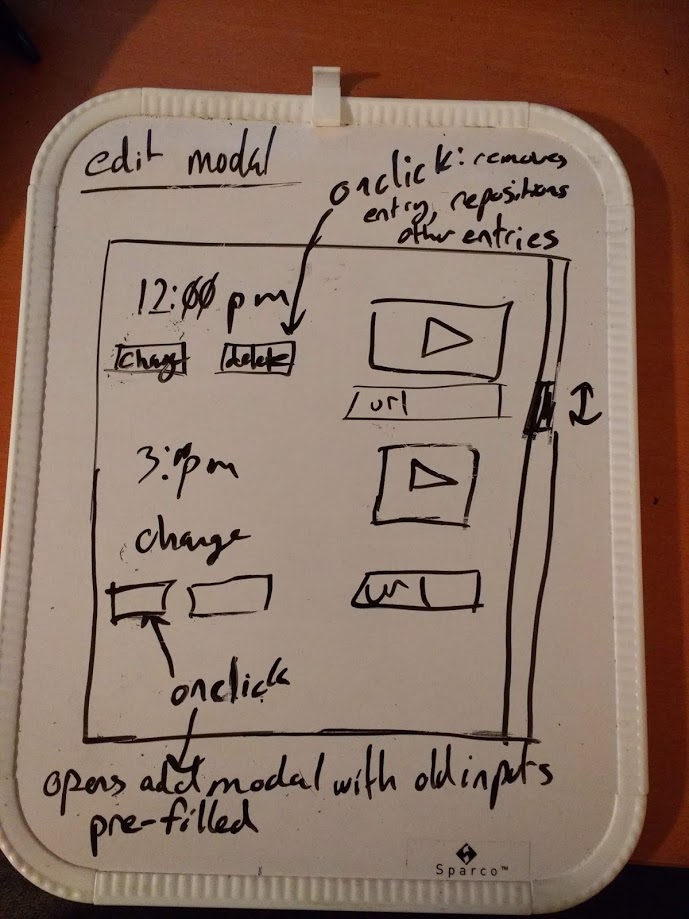 edit modal
onclick: removes
entry, repositions
other entries
12:00 pm
change delete
url
3: pm
change
url
onclick
opens add modal with old inputs
pre-filled
Sparco™